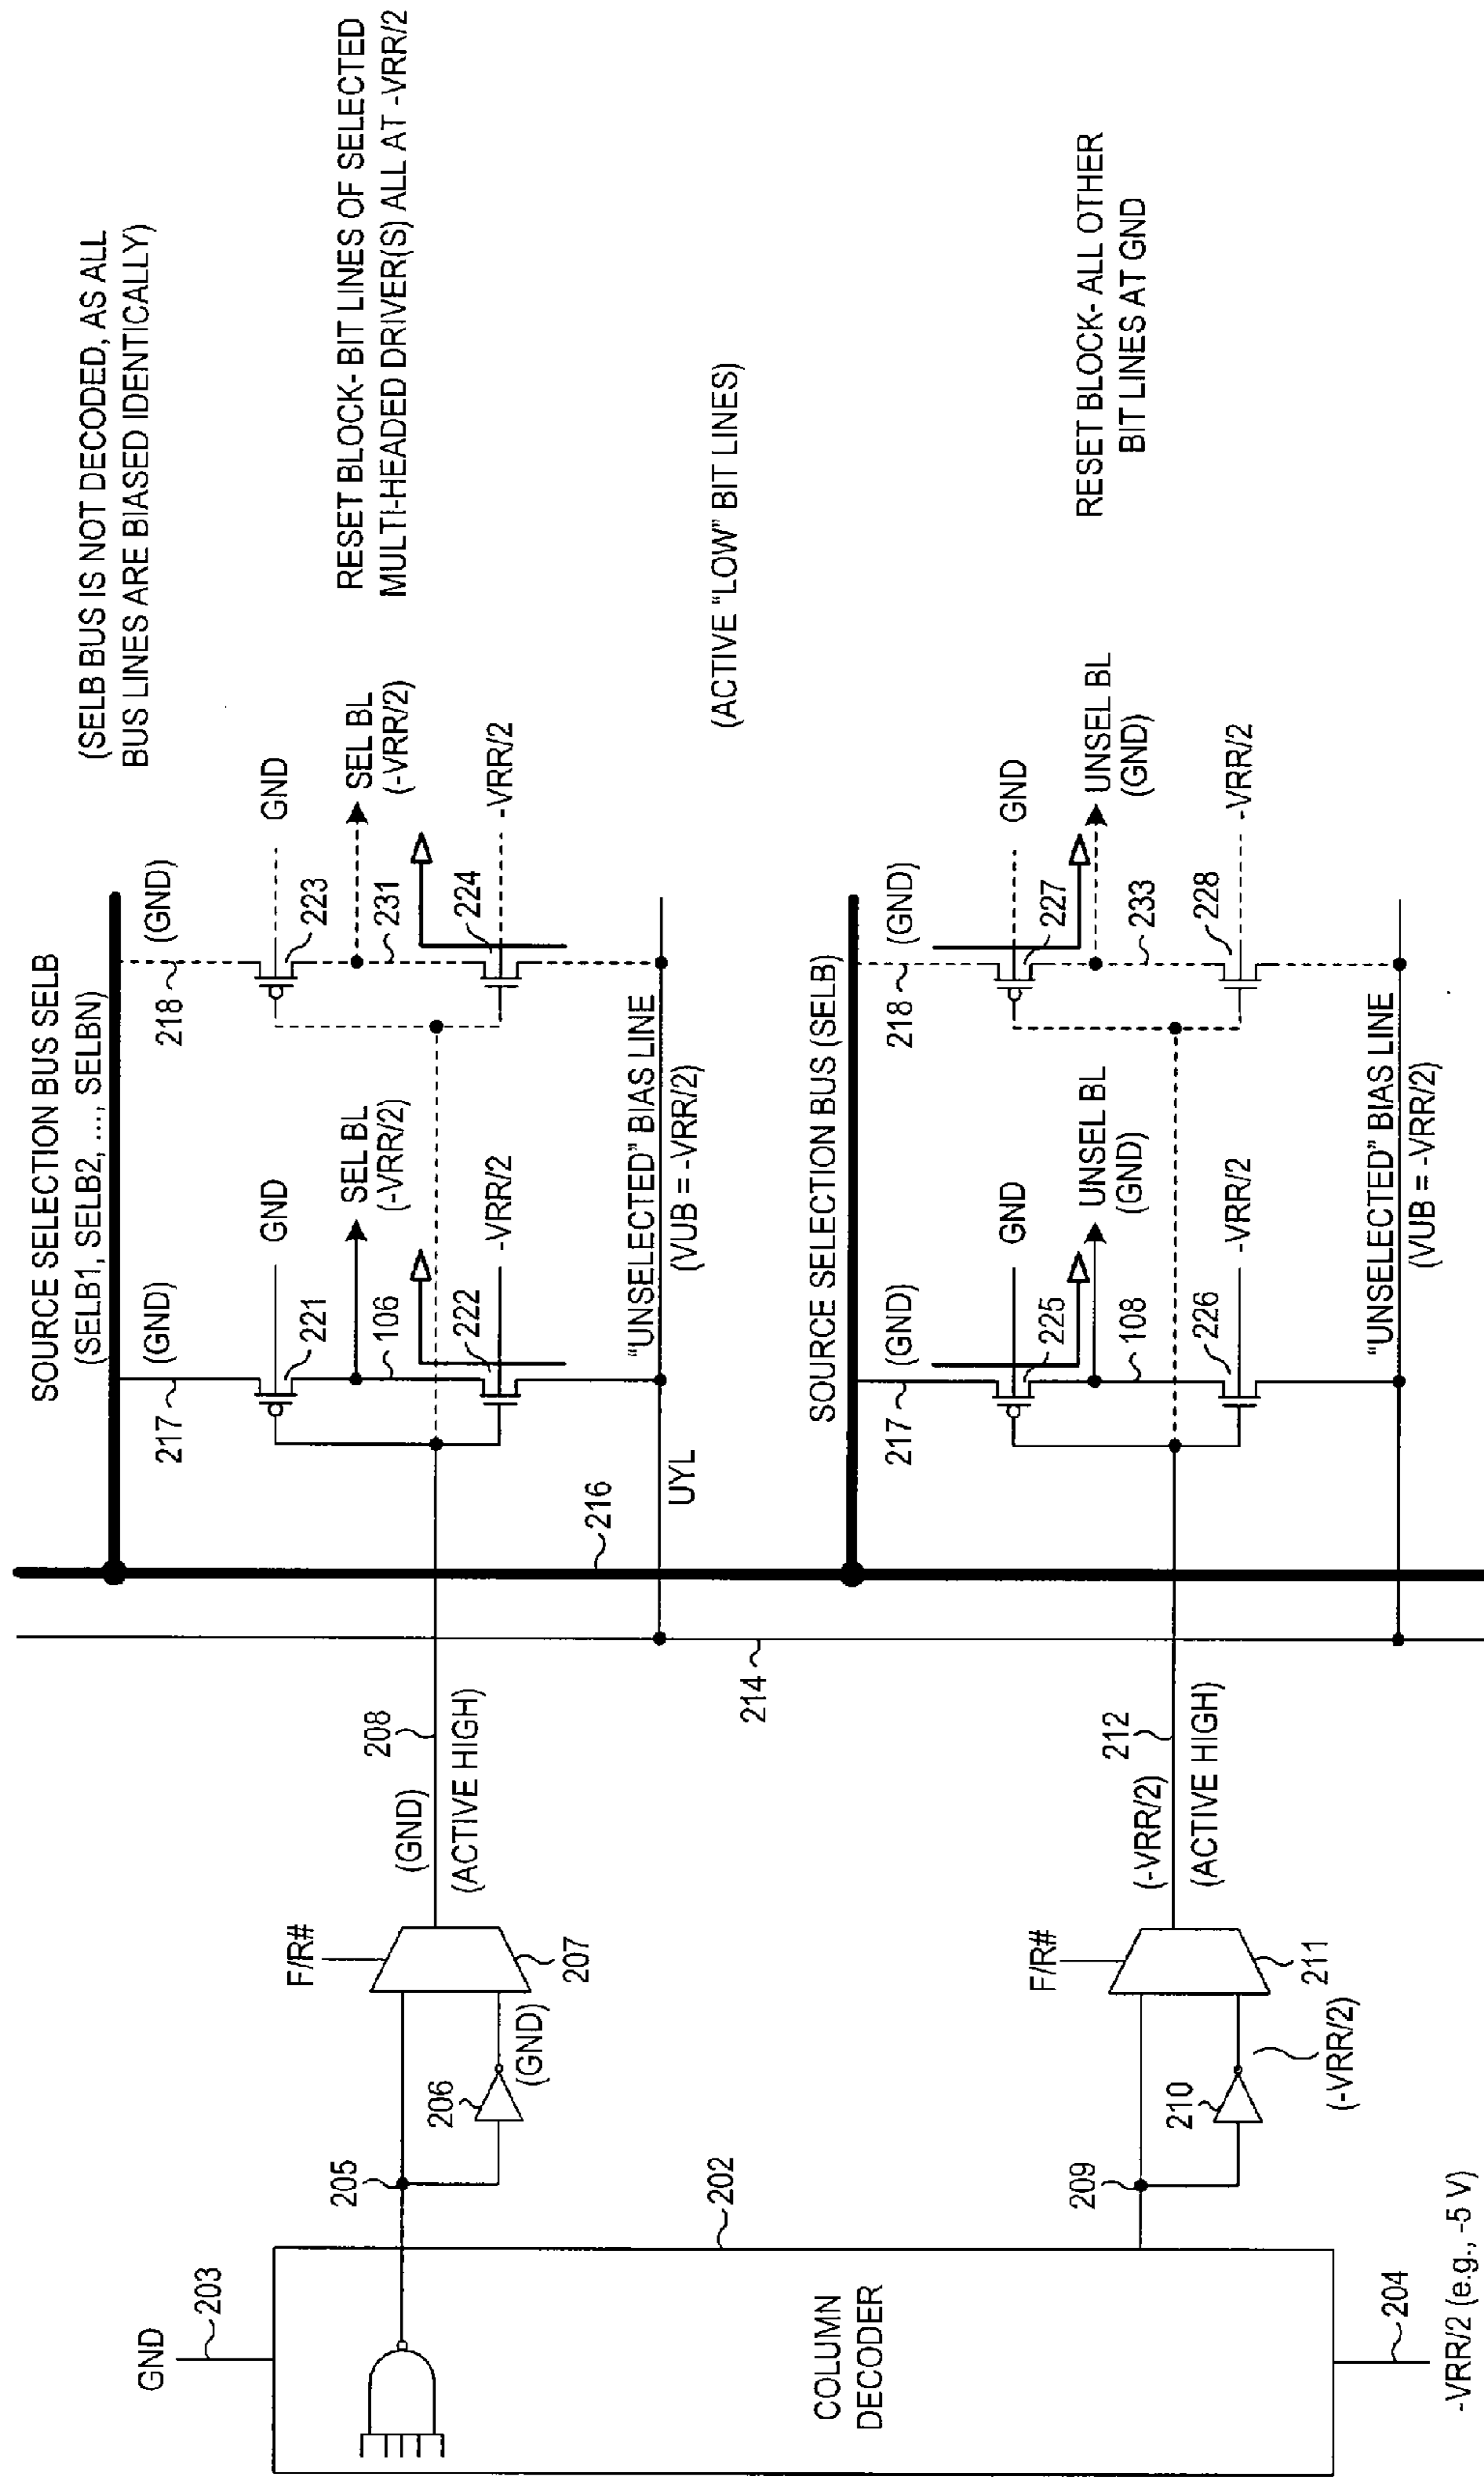 SOURCE SELECTION BUS SELB
(SELB1, SELB2, ..., SELBN)
(SELB BUS IS NOT DECODED, AS ALL
BUS LINES ARE BIASED IDENTICALLY)
217
(GND)
218
(GND)
GND
203
F/R#
GND
221
GND
223
RESET BLOCK- BIT LINES OF SELECTED
MULTI-HEADED DRIVER(S) ALL AT -VRR/2
205
206
(GND)
207
(GND)
208
(ACTIVE HIGH)
SEL BL
(-VRR/2)
106
222
-VRR/2
SEL BL
(-VRR/2)
231
224
-VRR/2
216
UYL
"UNSELECTED" BIAS LINE
(VUB = -VRR/2)
202
214
(ACTIVE "LOW" BIT LINES)
COLUMN
DECODER
SOURCE SELECTION BUS (SELB)
217
(GND)
218
(GND)
F/R#
GND
225
GND
227
209
210
(-VRR/2)
211
(-VRR/2)
212
(ACTIVE HIGH)
UNSEL BL
(GND)
108
226
-VRR/2
UNSEL BL
(GND)
233
228
-VRR/2
RESET BLOCK- ALL OTHER
BIT LINES AT GND
204
-VRR/2 (e.g., -5 V)
"UNSELECTED" BIAS LINE
(VUB = -VRR/2)